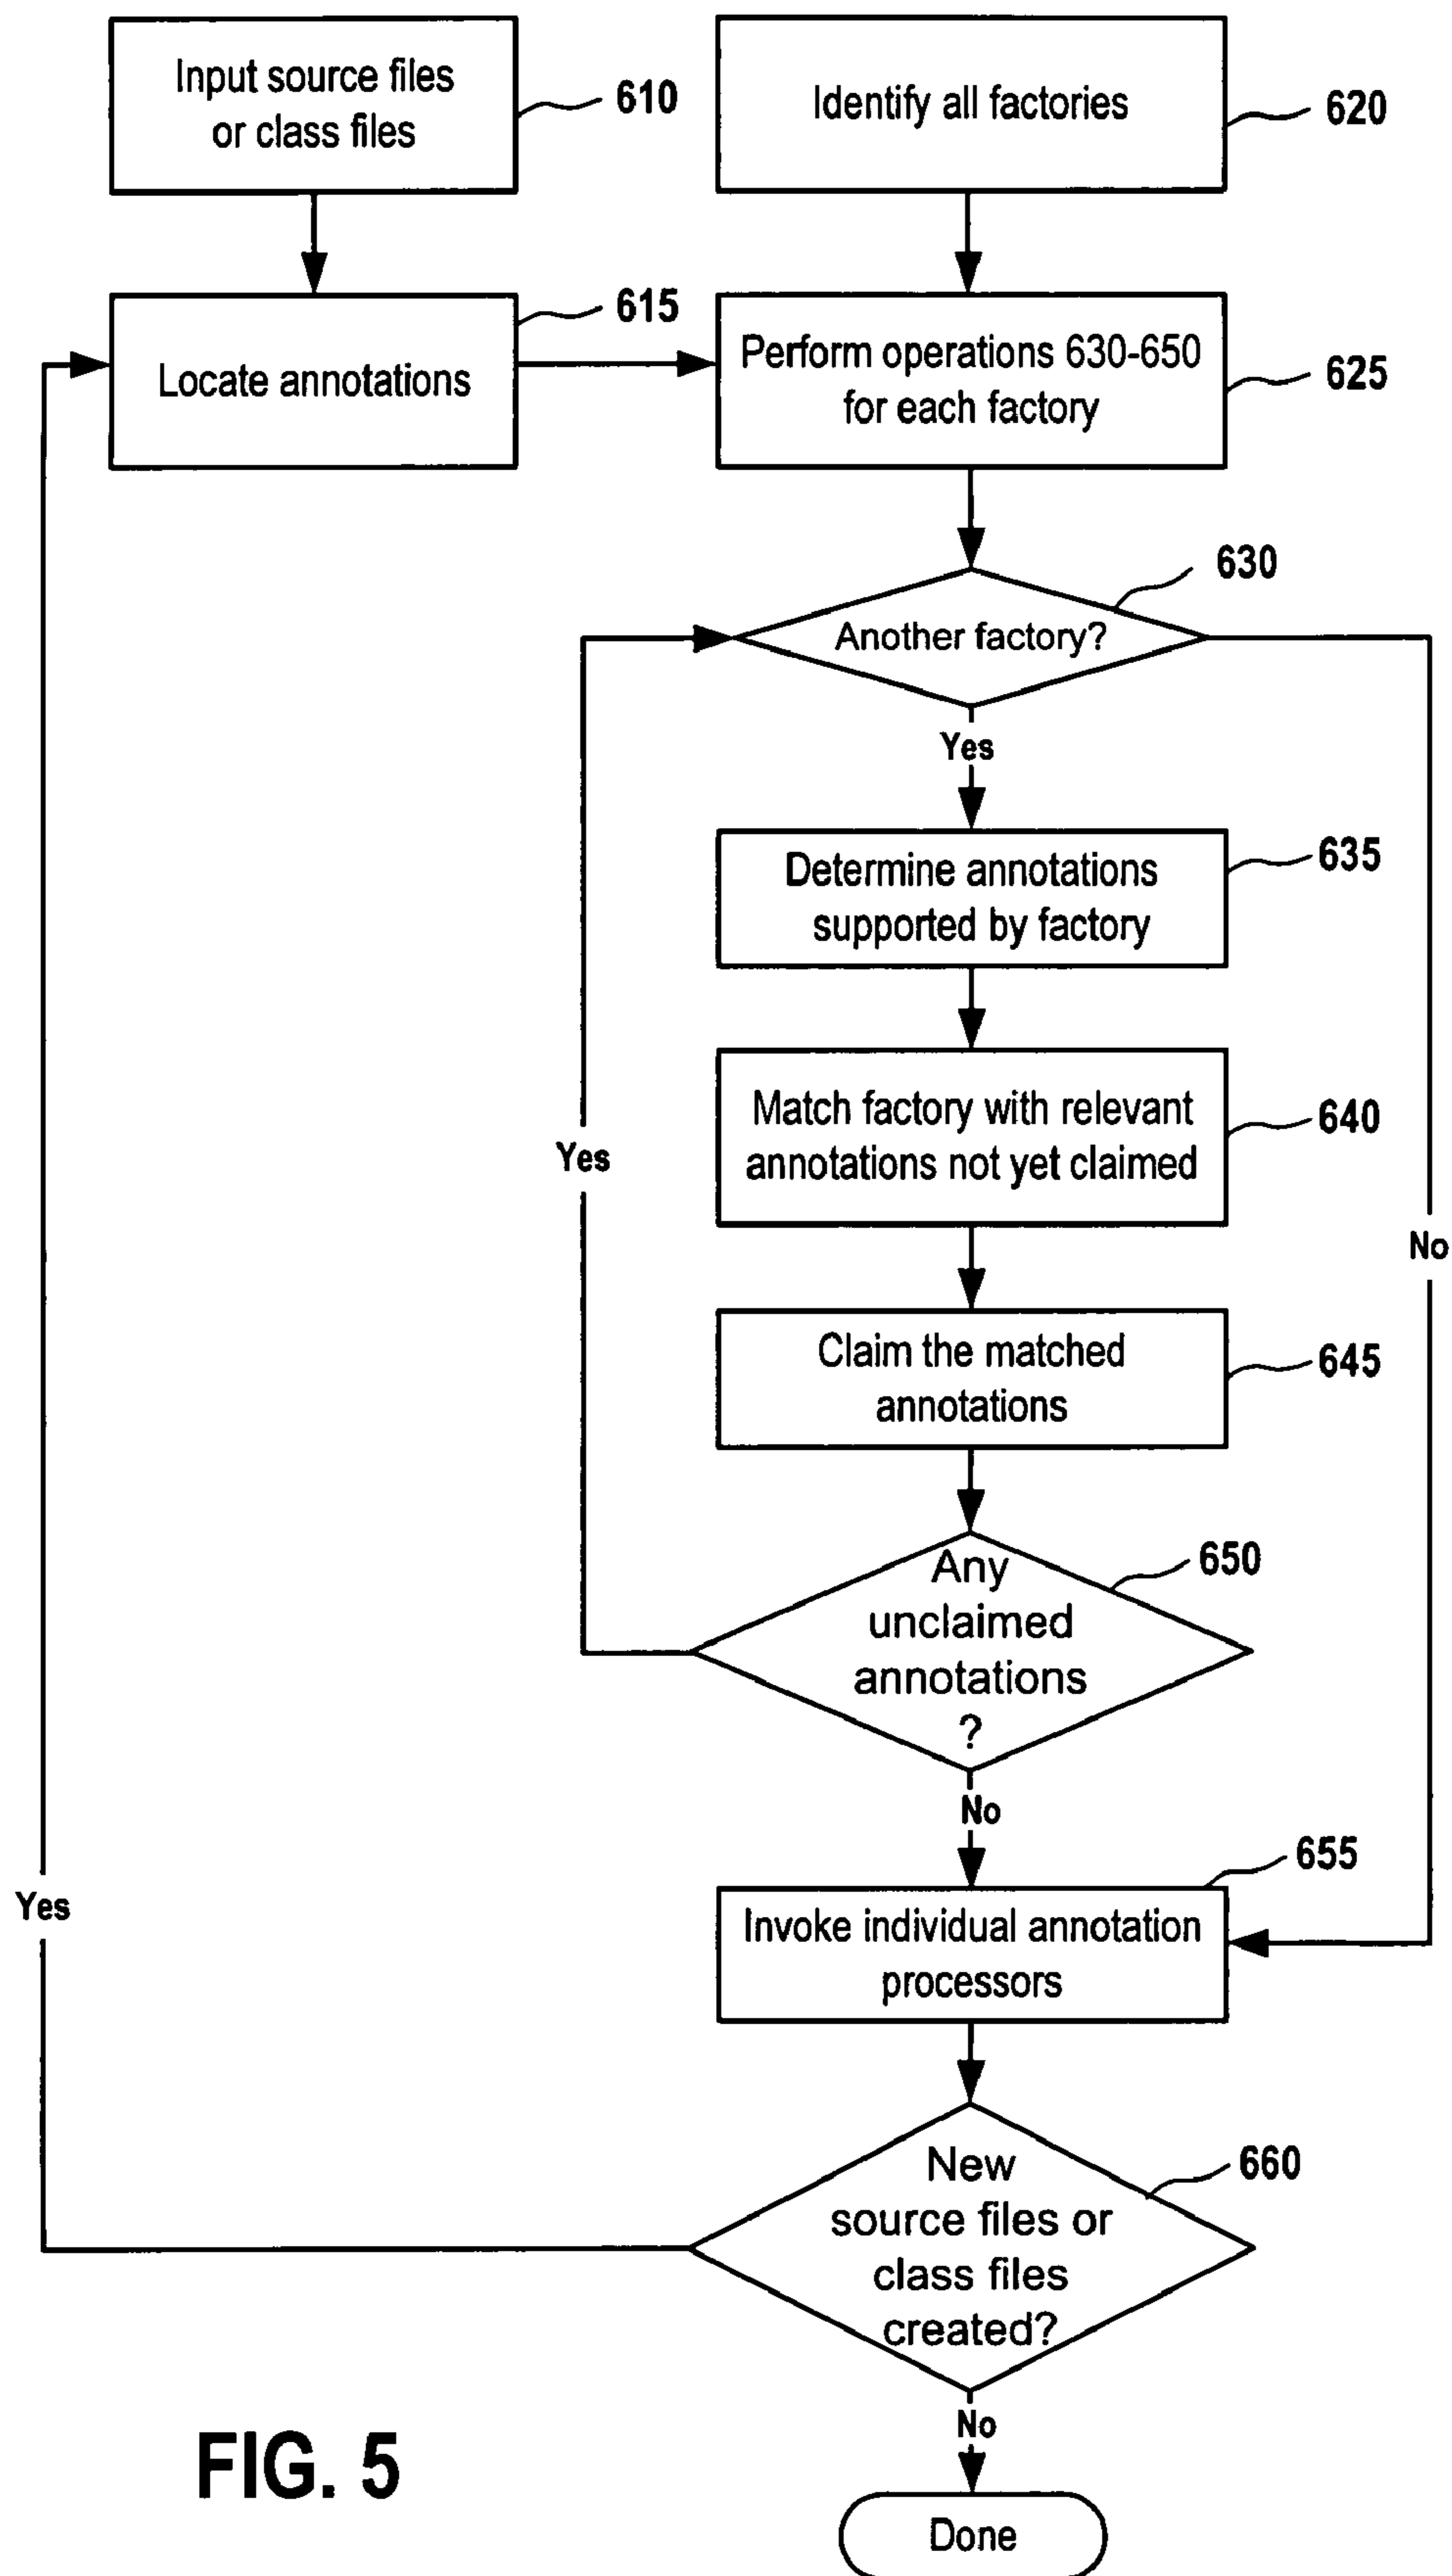 Input source files
or class files
610
Identify all factories
620
Locate annotations
615
Perform operations 630-650
for each factory
625
Another factory?
630
Yes
Determine annotations
supported by factory
635
Match factory with relevant
annotations not yet claimed
640
Yes
No
Claim the matched
annotations
645
Any
unclaimed
annotations
?
650
No
Invoke individual annotation
processors
655
Yes
New
source files or
class files
created?
660
No
Done
FIG. 5